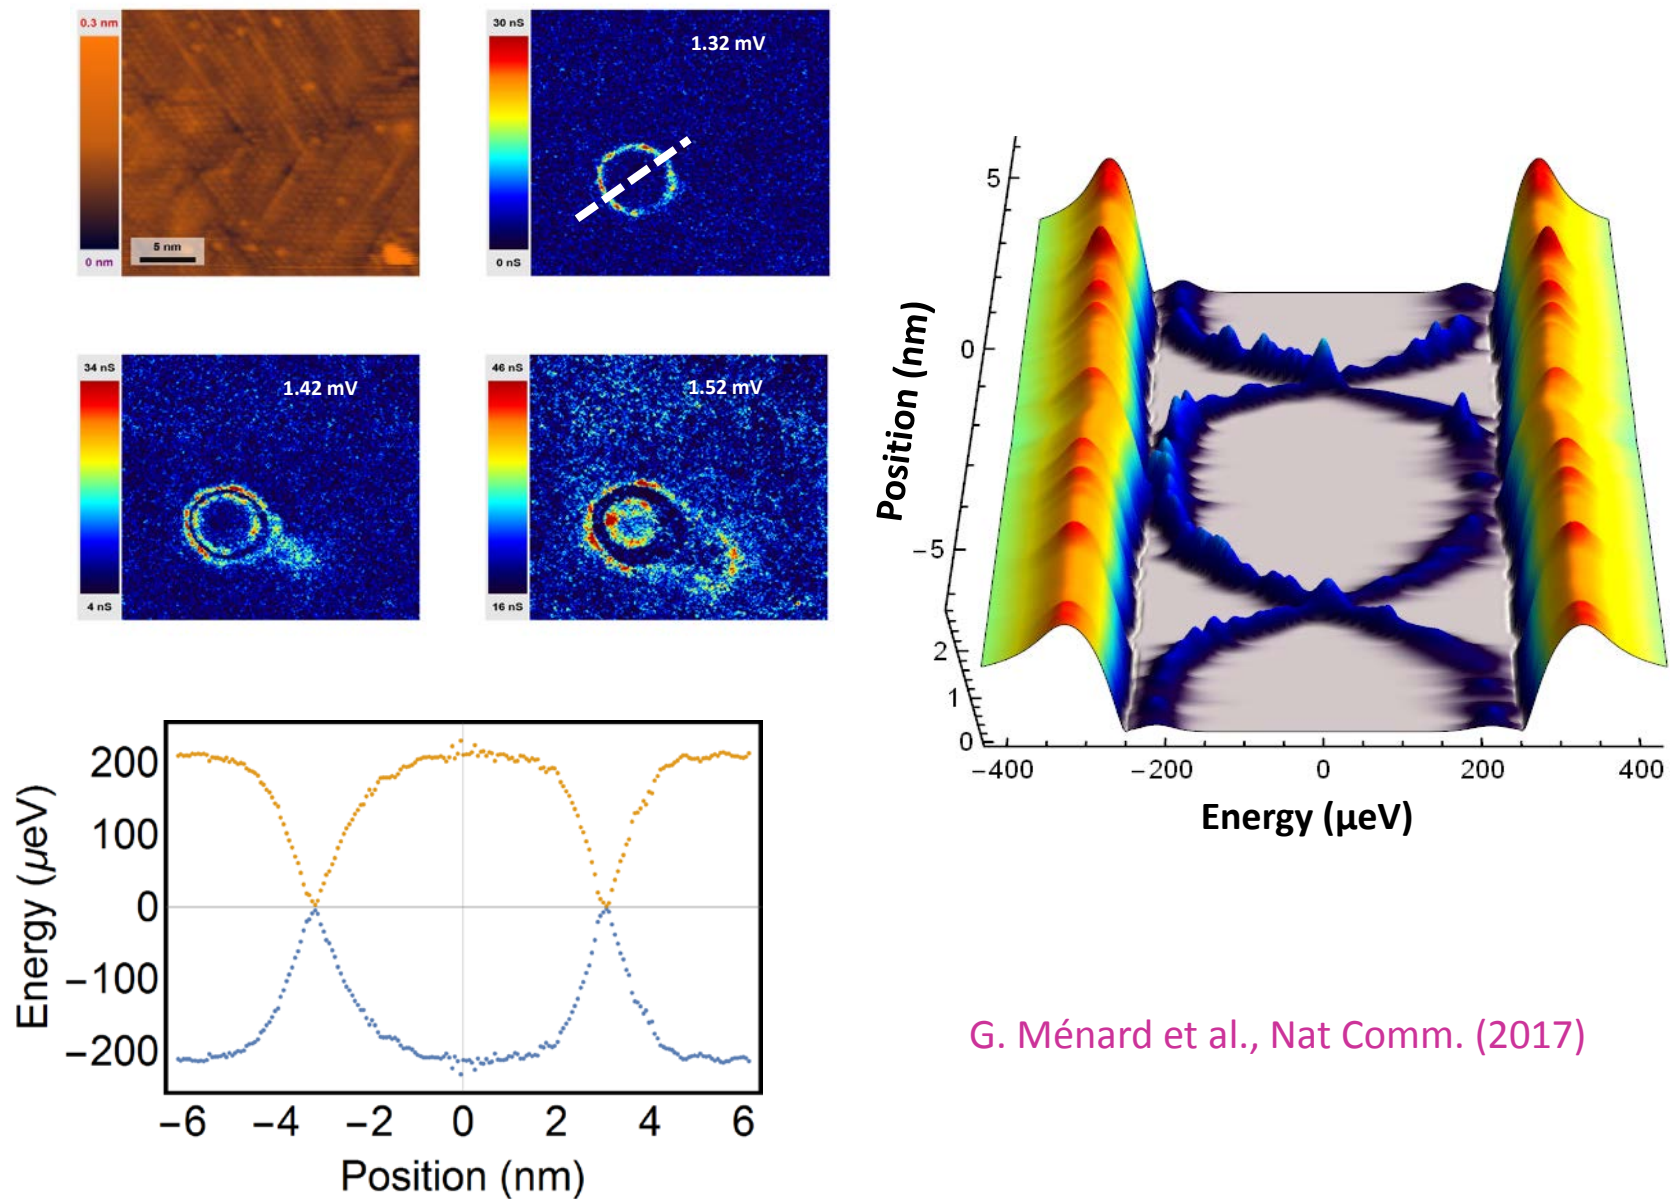 0.3 nm
0 nm
5 nm
30 nS
0 nS
1.32 mV
34 nS
4 nS
1.42 mV
46 nS
16 nS
1.52 mV
5
0
−5
Position (nm)
2
1
0
−400
−200
0
200
400
Energy (μeV)
200
100
0
−100
−200
Energy (μeV)
−6
−4
−2
0
2
4
6
Position (nm)
G. Ménard et al., Nat Comm. (2017)